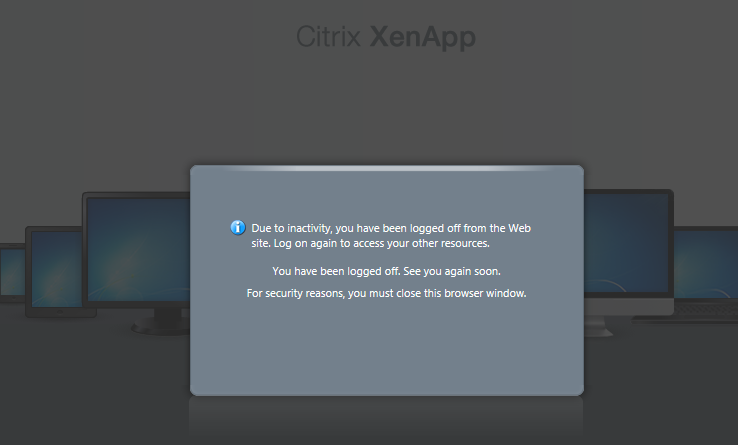 Citrix XenApp
Due to inactivity, you have been logged off from the Web
site. Log on again to access your other resources.
You have been logged off. See you again soon.
For security reasons, you must close this browser window.